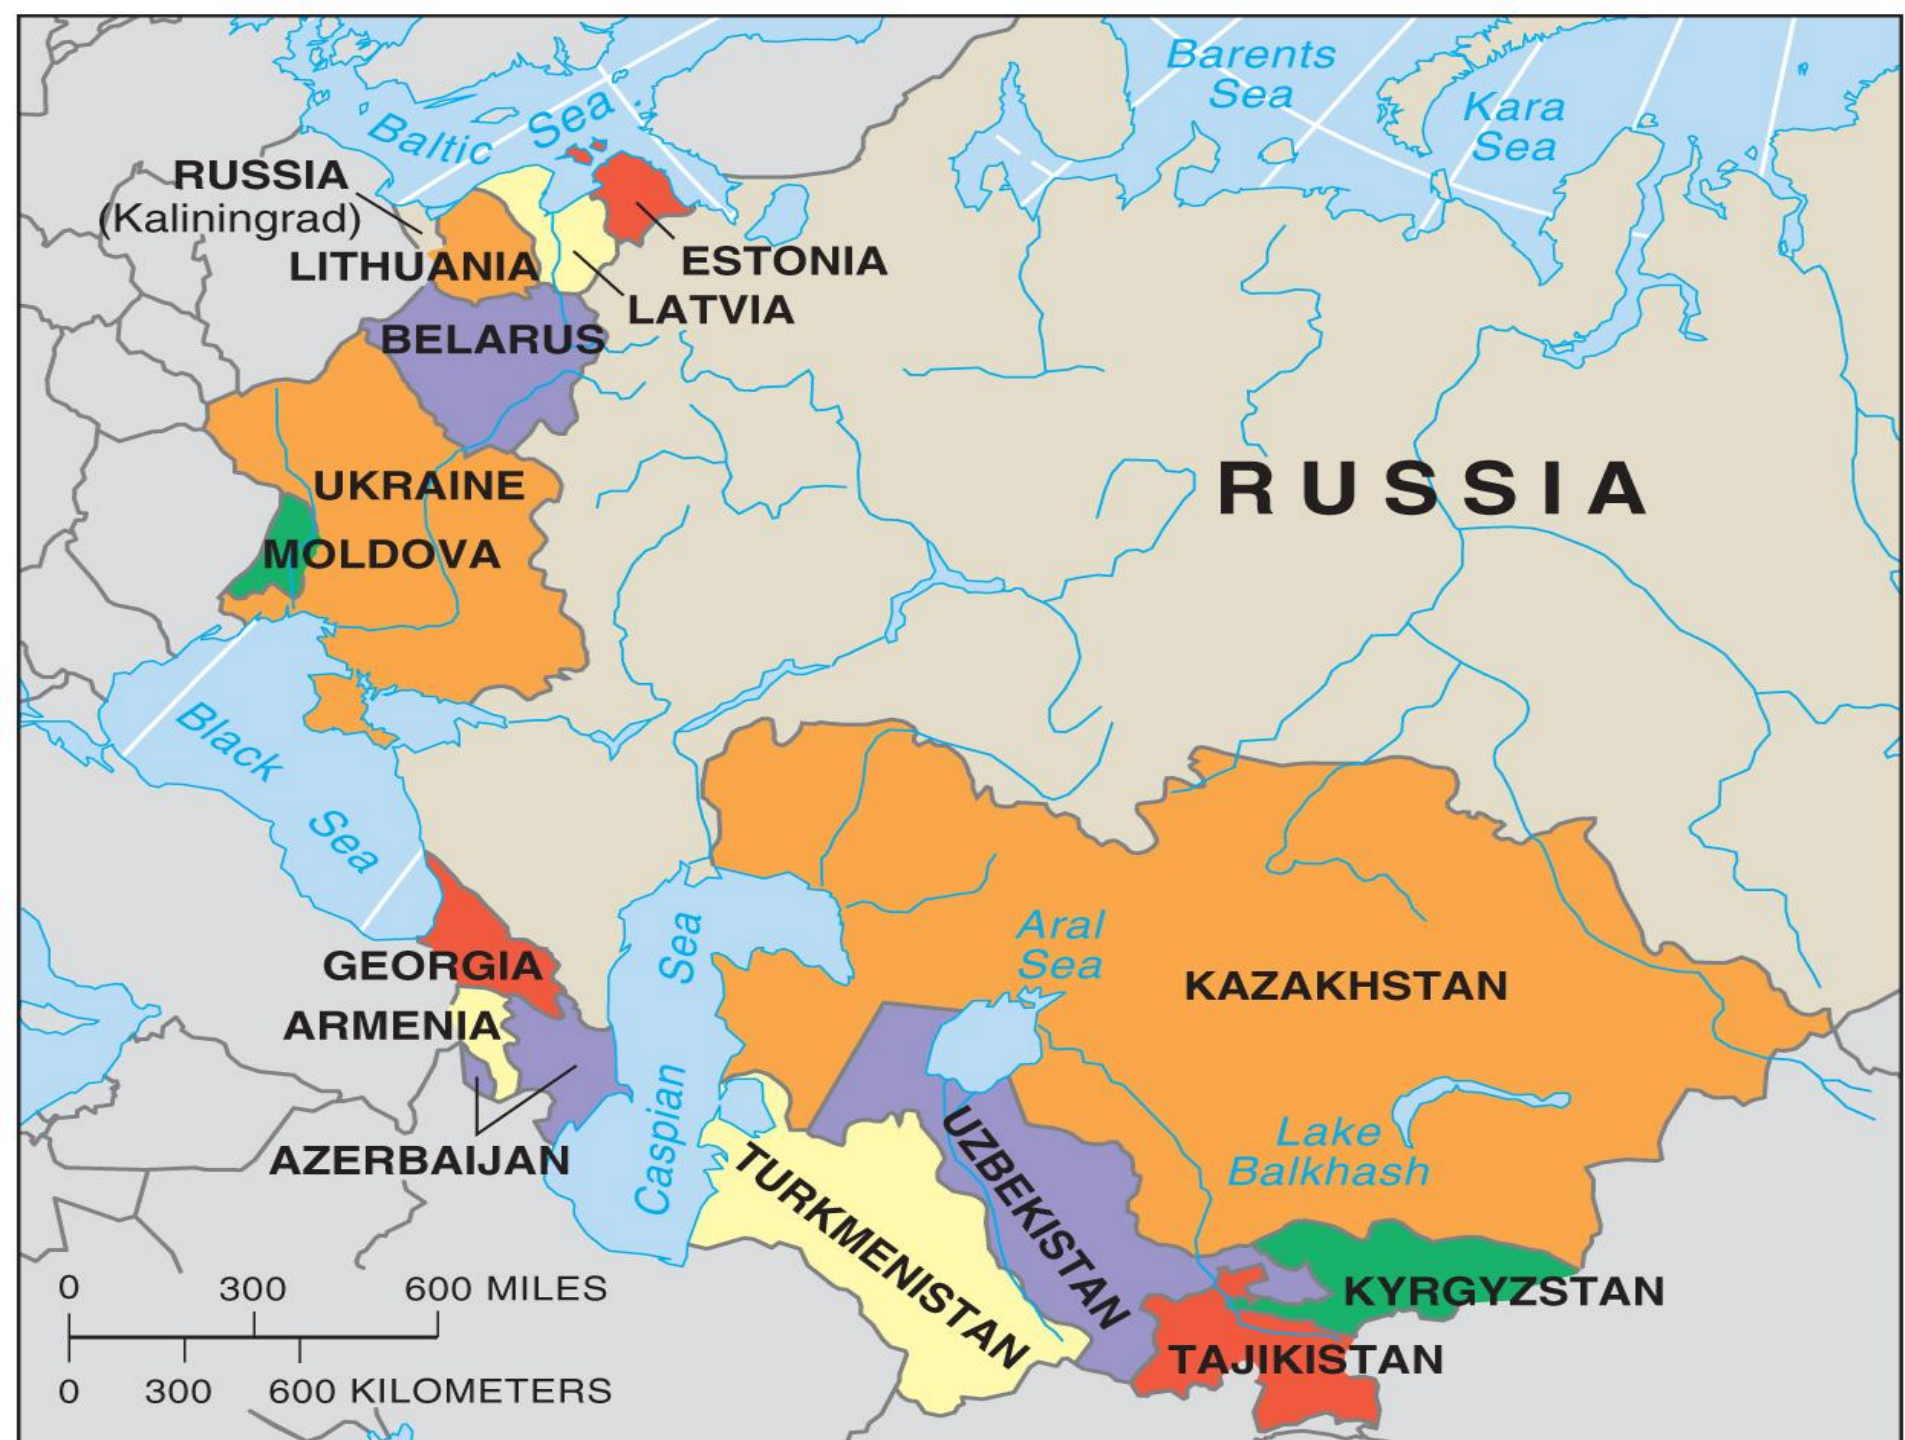 Barents
Sea
Kara
Sea
Baltic Sea
RUSSIA
(Kaliningrad)
LITHUANIA
ESTONIA
LATVIA
BELARUS
RUSSIA
UKRAINE
MOLDOVA
Black
Sea
GEORGIA
ARMENIA
AZERBAIJAN
Caspian Sea
Aral
Sea
KAZAKHSTAN
Lake
Balkhash
UZBEKISTAN
TURKMENISTAN
KYRGYZSTAN
TAJIKISTAN
0 300 600 MILES
0 300 600 KILOMETERS